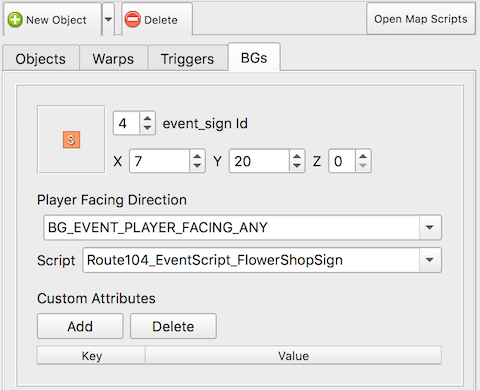 New Object Delete Open Map Scripts
Objects Warps Triggers BGs
S 4 event_sign Id
X 7 Y 20 Z 0
Player Facing Direction
BG_EVENT_PLAYER_FACING_ANY
Script Route104_EventScript_FlowerShopSign
Custom Attributes
Add Delete
Key Value